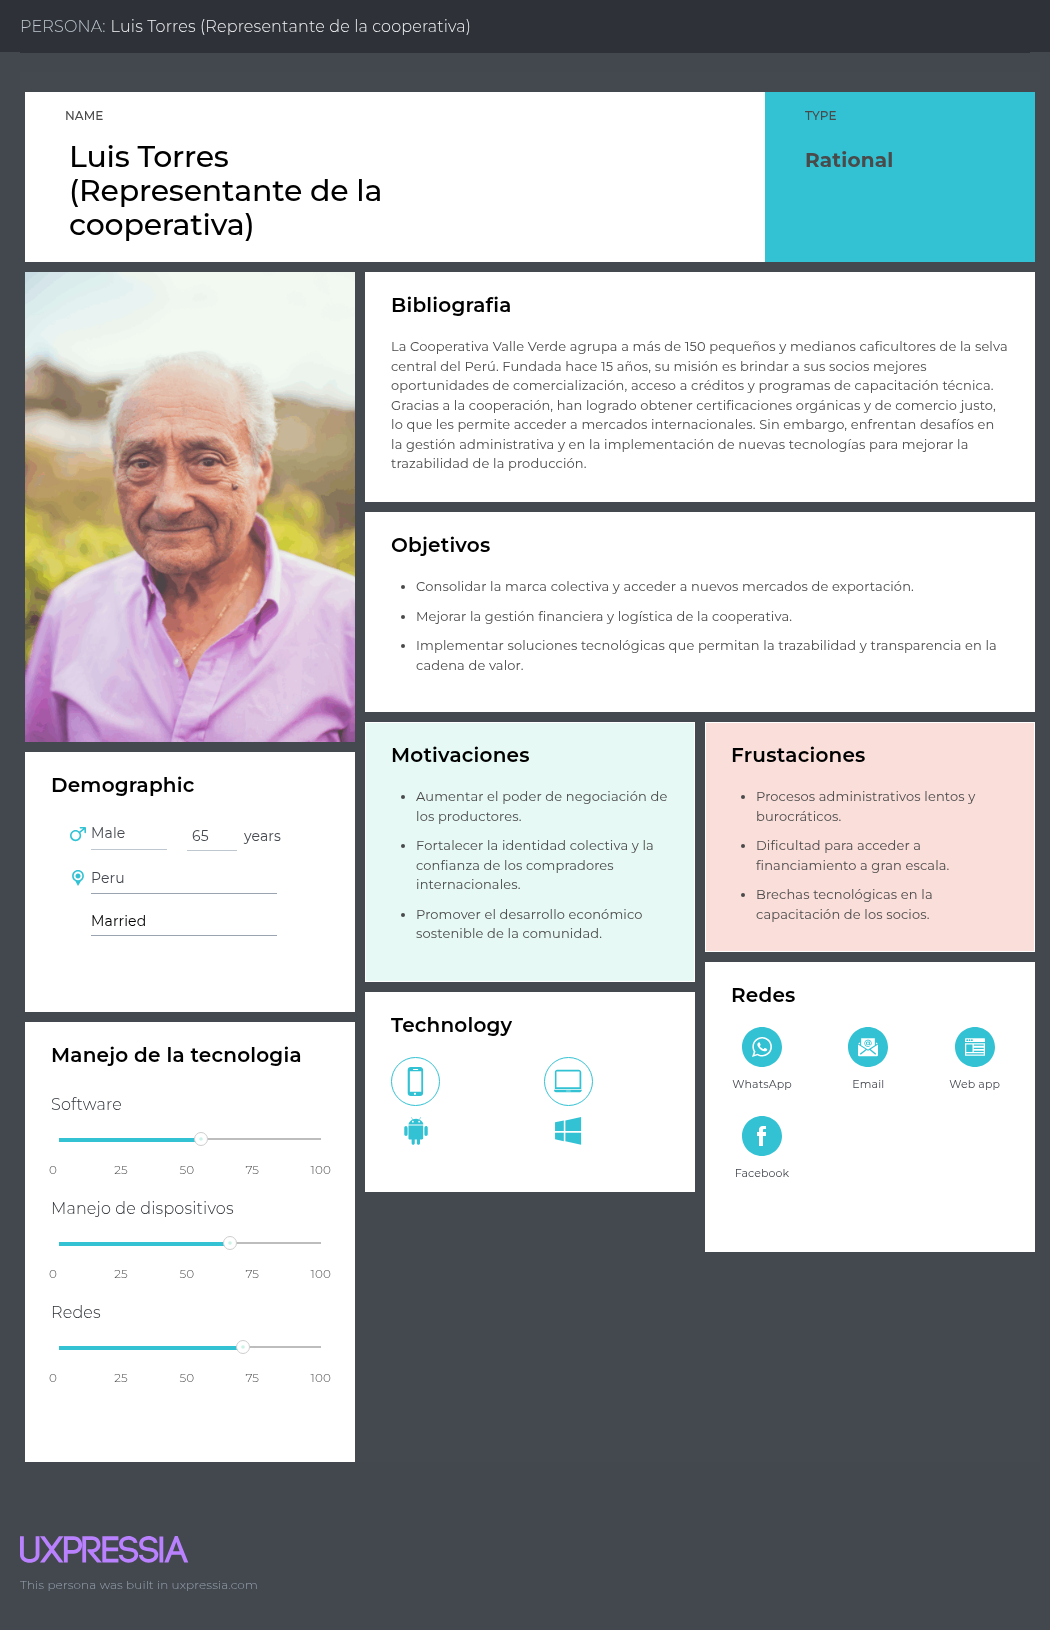 PERSONA: Luis Torres (Representante de la cooperativa)
NAME
Luis Torres
(Representante de la
cooperativa)
TYPE
Rational
Bibliografia
La Cooperativa Valle Verde agrupa a más de 150 pequeños y medianos caficultores de la selva
central del Perú. Fundada hace 15 años, su misión es brindar a sus socios mejores
oportunidades de comercialización, acceso a créditos y programas de capacitación técnica.
Gracias a la cooperación, han logrado obtener certificaciones orgánicas y de comercio justo,
lo que les permite acceder a mercados internacionales. Sin embargo, enfrentan desafíos en
la gestión administrativa y en la implementación de nuevas tecnologías para mejorar la
trazabilidad de la producción.
Objetivos
• Consolidar la marca colectiva y acceder a nuevos mercados de exportación.
• Mejorar la gestión financiera y logística de la cooperativa.
• Implementar soluciones tecnológicas que permitan la trazabilidad y transparencia en la
cadena de valor.
Demographic
Male
65 years
Peru
Married
Motivaciones
• Aumentar el poder de negociación de
los productores.
• Fortalecer la identidad colectiva y la
confianza de los compradores
internacionales.
• Promover el desarrollo económico
sostenible de la comunidad.
Frustaciones
• Procesos administrativos lentos y
burocráticos.
• Dificultad para acceder a
financiamiento a gran escala.
• Brechas tecnológicas en la
capacitación de los socios.
Manejo de la tecnologia
Software
0 25 50 75 100
Manejo de dispositivos
0 25 50 75 100
Redes
0 25 50 75 100
Technology
Redes
WhatsApp Email Web app
Facebook
UXPRESSIA
This persona was built in uxpressia.com